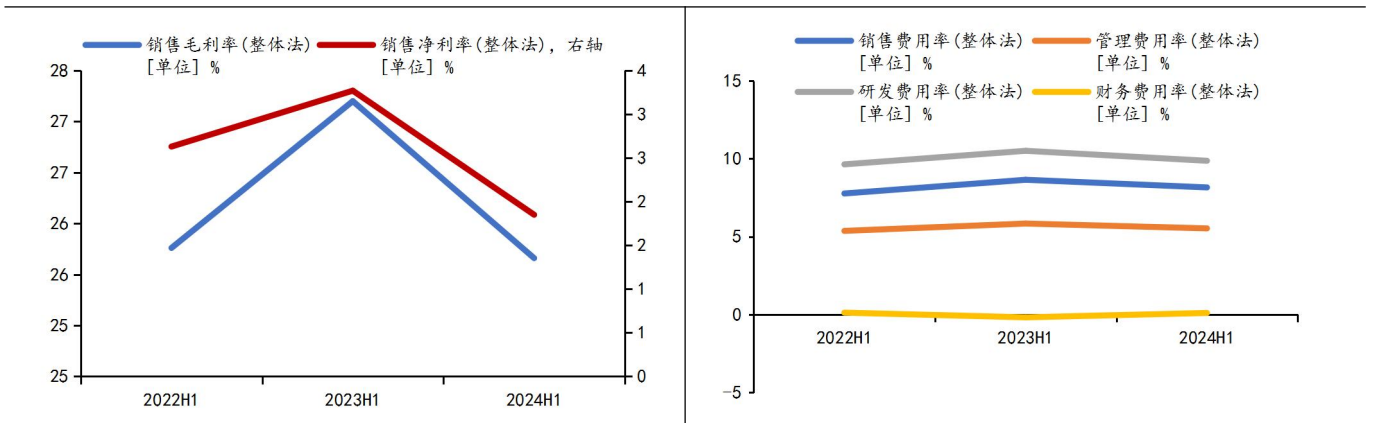 销售毛利率(整体法)
[单位] %
销售净利率(整体法), 右轴
[单位] %
28
27
27
26
26
25
25
4
3
3
2
2
1
1
0
2022H1
2023H1
2024H1
销售费用率(整体法)
[单位] %
管理费用率(整体法)
[单位] %
研发费用率(整体法)
[单位] %
财务费用率(整体法)
[单位] %
15
10
5
0
-5
2022H1
2023H1
2024H1